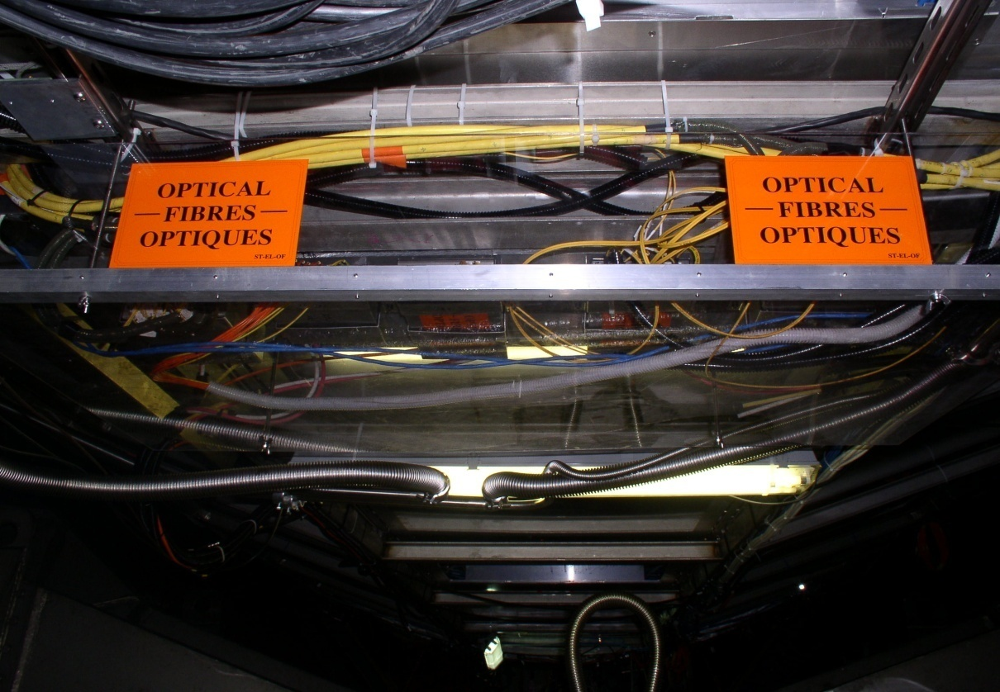 OPTICAL
FIBRES
OPTIQUES
ST-EL-OF
OPTICAL
FIBRES
OPTIQUES
ST-EL-OF